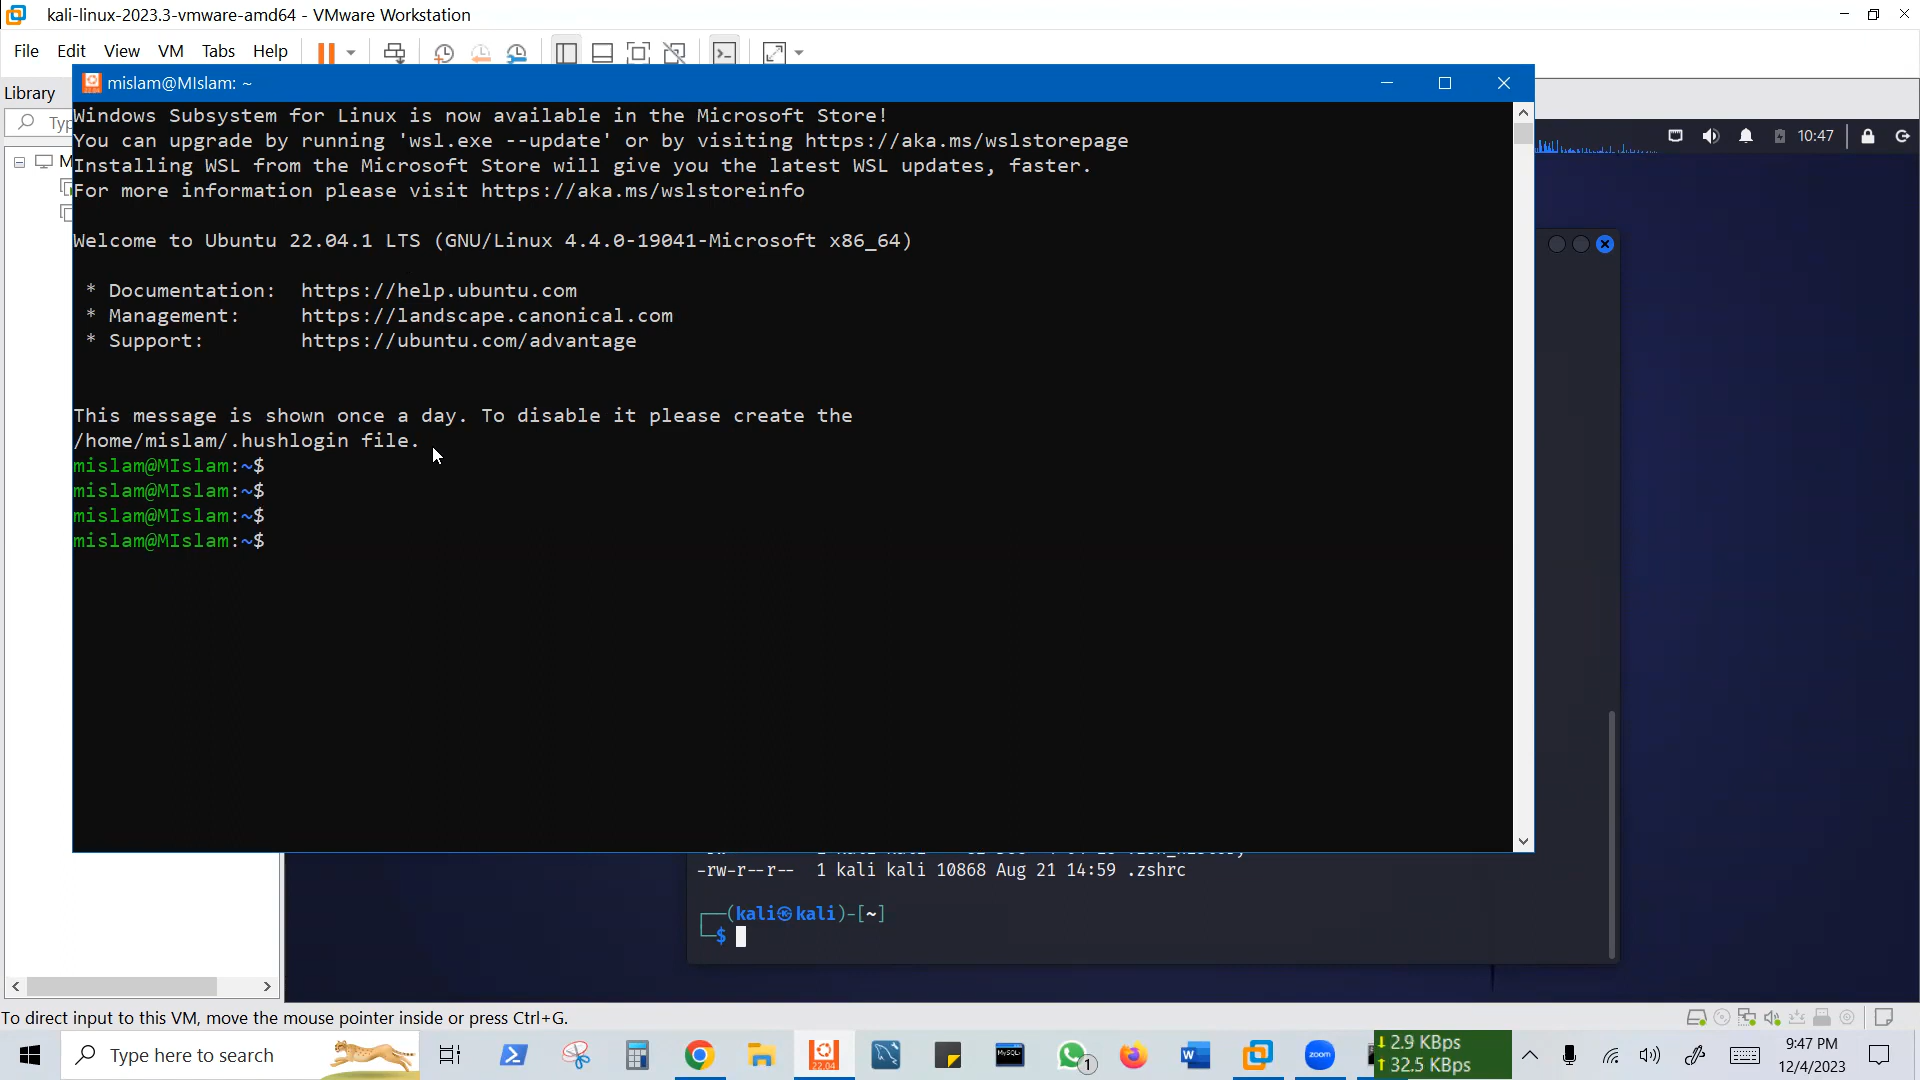 kali-linux-2023.3-vmware-amd64 - VMware Workstation
File Edit View VM Tabs Help
Library
mislam@MIslam: ~
Windows Subsystem for Linux is now available in the Microsoft Store!
You can upgrade by running 'wsl.exe --update' or by visiting https://aka.ms/wslstorepage
Installing WSL from the Microsoft Store will give you the latest WSL updates, faster.
For more information please visit https://aka.ms/wslstoreinfo
10:47
Welcome to Ubuntu 22.04.1 LTS (GNU/Linux 4.4.0-19041-Microsoft x86_64)
* Documentation: https://help.ubuntu.com
* Management: https://landscape.canonical.com
* Support: https://ubuntu.com/advantage
This message is shown once a day. To disable it please create the
/home/mislam/.hushlogin file.
mislam@MIslam:~$
mislam@MIslam:~$
mislam@MIslam:~$
mislam@MIslam:~$
-rw-r--r-- 1 kali kali 10868 Aug 21 14:59 .zshrc
(kali㉿kali)-[~]
$
To direct input to this VM, move the mouse pointer inside or press Ctrl+G.
Type here to search
22.04
MySQL
1
zoom
2.9 KBps
32.5 KBps
9:47 PM
12/4/2023